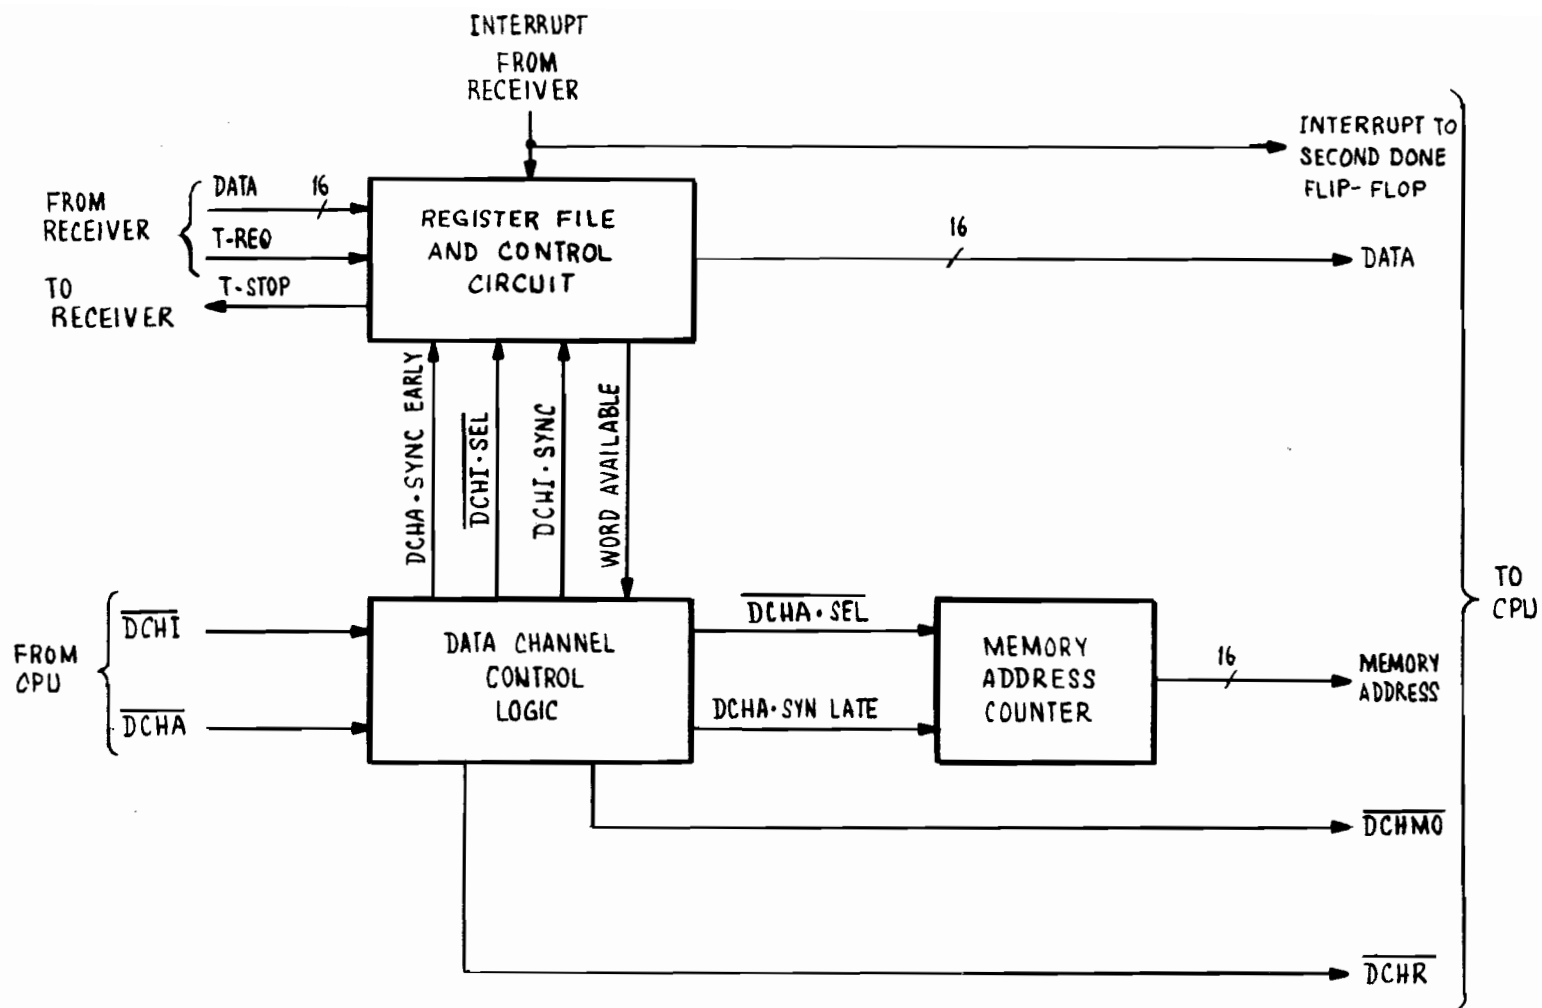 INTERRUPT
FROM
RECEIVER
INTERRUPT TO
SECOND DONE
FLIP-FLOP
FROM
RECEIVER
DATA 16
T-REQ
TO
RECEIVER
T-STOP
REGISTER FILE
AND CONTROL
CIRCUIT
16
DATA
DCHA·SYNC EARLY
DCHI·SEL
DCHI·SYNC
WORD AVAILABLE
TO
CPU
FROM
CPU
DCHI
DCHA
DATA CHANNEL
CONTROL
LOGIC
DCHA·SEL
DCHA·SYN LATE
MEMORY
ADDRESS
COUNTER
16
MEMORY
ADDRESS
DCHMO
DCHR